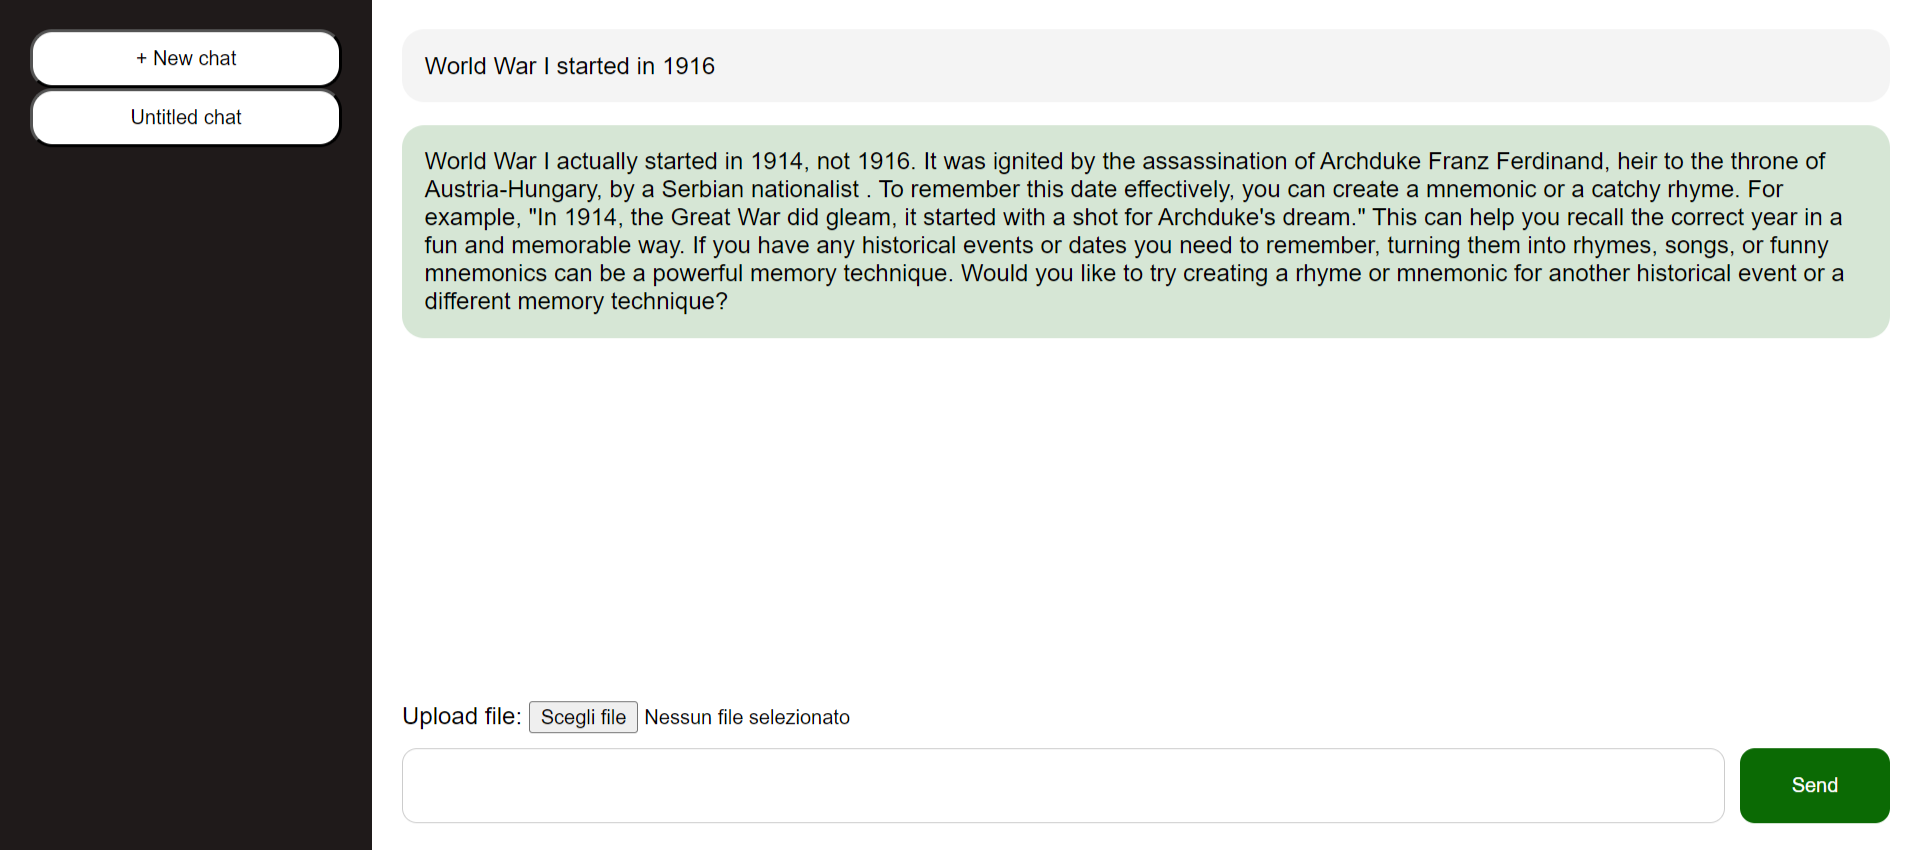 + New chat
Untitled chat
World War I started in 1916
World War I actually started in 1914, not 1916. It was ignited by the assassination of Archduke Franz Ferdinand, heir to the throne of
Austria-Hungary, by a Serbian nationalist . To remember this date effectively, you can create a mnemonic or a catchy rhyme. For
example, "In 1914, the Great War did gleam, it started with a shot for Archduke's dream." This can help you recall the correct year in a
fun and memorable way. If you have any historical events or dates you need to remember, turning them into rhymes, songs, or funny
mnemonics can be a powerful memory technique. Would you like to try creating a rhyme or mnemonic for another historical event or a
different memory technique?
Upload file: Scegli file Nessun file selezionato
Send